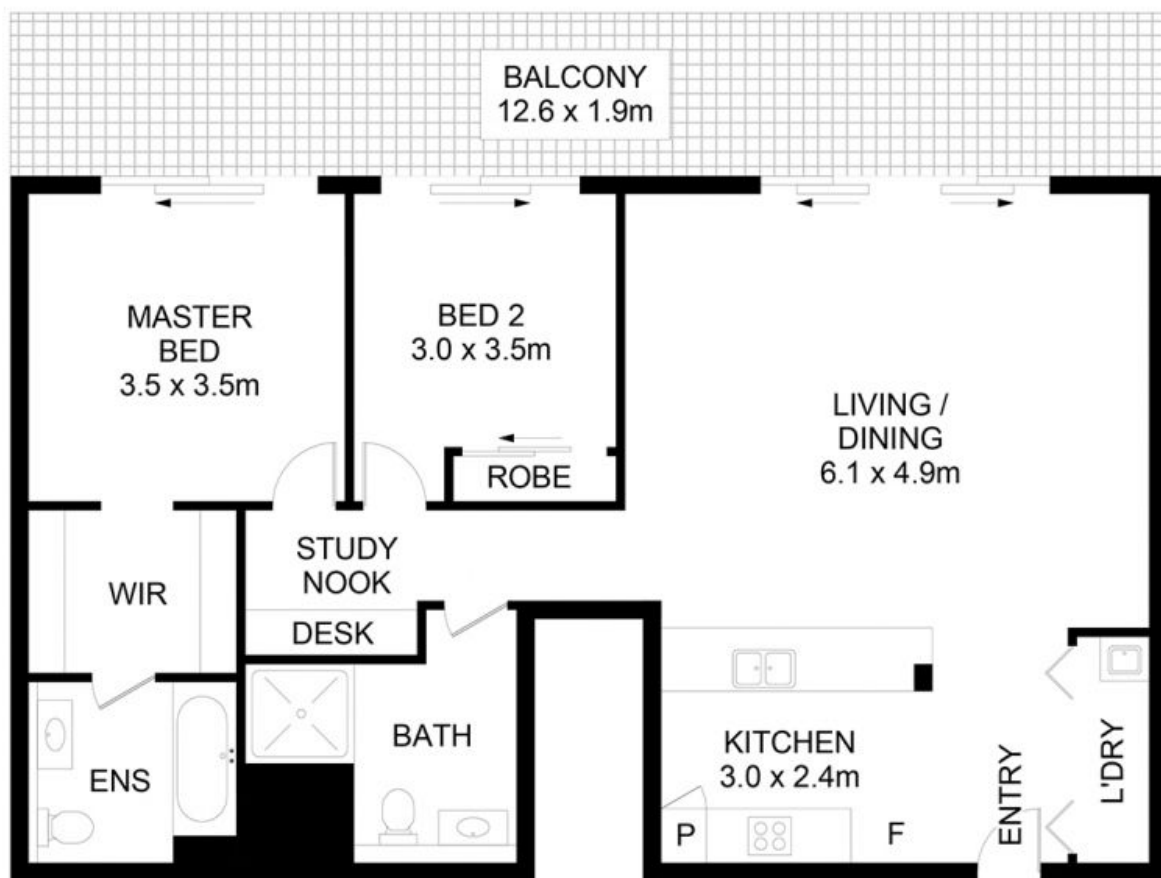 BALCONY
12.6 x 1.9m
MASTER
BED
3.5 x 3.5m
BED 2
3.0 x 3.5m
LIVING /
DINING
6.1 x 4.9m
ROBE
STUDY
NOOK
WIR
DESK
BATH
KITCHEN
3.0 x 2.4m
ENS
P
F
ENTRY
L'DRY